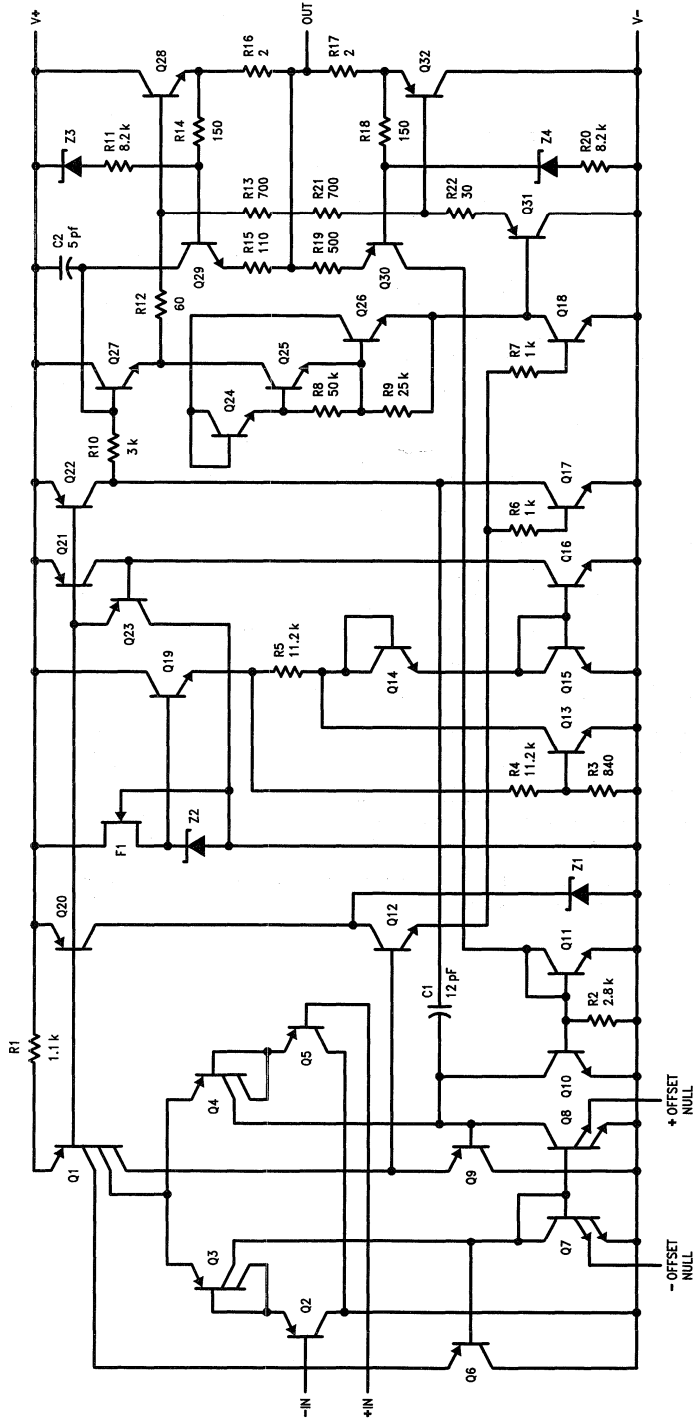 V+
OUT
V-
Q28
R16
2
R17
2
Q32
Z3
R11
8.2 k
R14
150
R18
150
Z4
R20
8.2 k
C2
5 pf
R13
700
R21
700
R22
30
Q31
Q29
R15
110
R19
500
Q30
R12
60
Q27
Q26
Q25
Q24
R8
50 k
R9
25 k
R7
1 k
Q18
R10
3 k
Q22
R6
1 k
Q17
Q21
Q16
Q23
Q19
R5
11.2 k
Q14
Q15
Q13
R4
11.2 k
R3
840
F1
Z2
Q20
Q12
Z1
Q11
R1
1.1 k
C1
12 pF
R2
2.8 k
Q10
Q5
Q4
Q1
Q9
Q8
+ OFFSET
NULL
Q3
Q2
Q7
- OFFSET
NULL
Q6
-IN
+IN